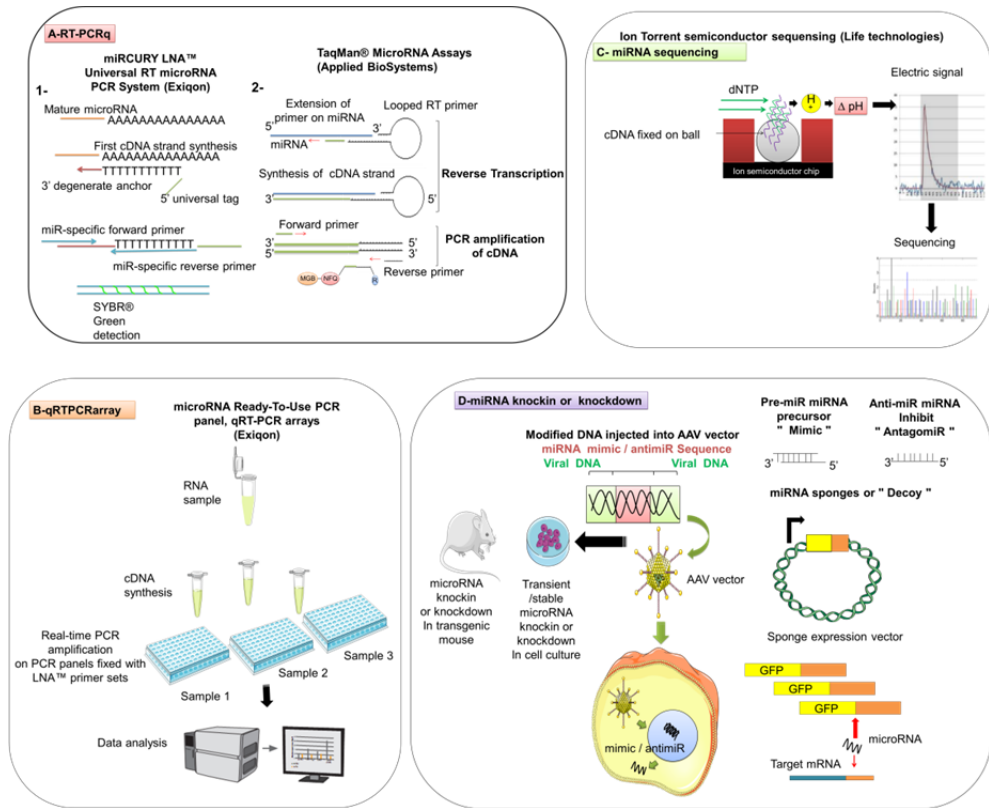 A-RT-PCRq
miRCURY LNA™
Universal RT microRNA
PCR System (Exiqon)
1-
Mature microRNA
AAAAAAAAAAAAAAA
First cDNA strand synthesis
AAAAAAAAAAAAAAA
TTTTTTTTTT
3' degenerate anchor
5' universal tag
miR-specific forward primer
TTTTTTTTTT
miR-specific reverse primer
SYBR®
Green
detection
TaqMan® MicroRNA Assays
(Applied BioSystems)
2-
Extension of
primer on miRNA
Looped RT primer
5'
3'
miRNA
Synthesis of cDNA strand
3'
5'
Reverse Transcription
Forward primer
3'
5'
5'
3'
PCR amplification
of cDNA
Reverse primer
MGB
NFQ
R
Ion Torrent semiconductor sequencing (Life technologies)
C- miRNA sequencing
Electric signal
dNTP
H
+
Δ pH
cDNA fixed on ball
Ion semiconductor chip
Sequencing
B-qRTPCRarray
microRNA Ready-To-Use PCR
panel, qRT-PCR arrays
(Exiqon)
RNA
sample
cDNA
synthesis
Real-time PCR
amplification
on PCR panels fixed with
LNA™ primer sets
Sample 1
Sample 2
Sample 3
Data analysis
D-miRNA knockin or knockdown
Modified DNA injected into AAV vector
miRNA mimic / antimiR Sequence
Viral DNA
Viral DNA
AAV vector
microRNA
knockin
or knockdown
In transgenic
mouse
Transient
/stable
microRNA
knockin or
knockdown
In cell culture
mimic / antimiR
Pre-miR miRNA
precursor
" Mimic "
3'
5'
Anti-miR miRNA
Inhibit
" AntagomiR "
3'
5'
miRNA sponges or " Decoy "
Sponge expression vector
GFP
GFP
GFP
microRNA
Target mRNA